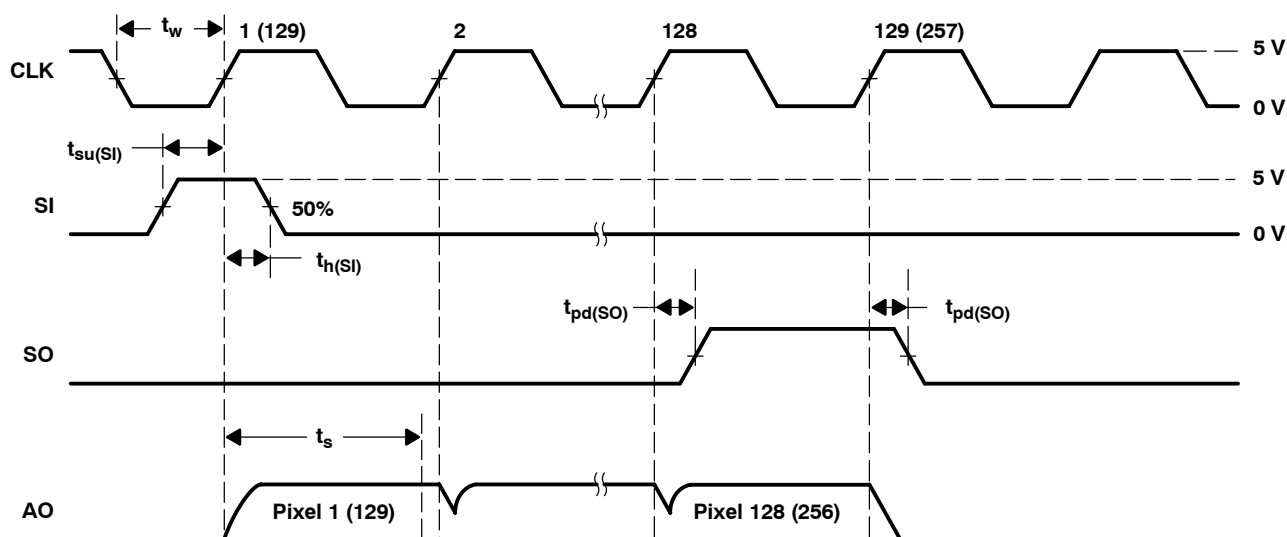 t_w 1 (129) 2 128 129 (257)
5 V
CLK
0 V
t_su(SI)
5 V
SI 50%
0 V
t_h(SI)
t_pd(SO) t_pd(SO)
SO
t_s
AO Pixel 1 (129) Pixel 128 (256)